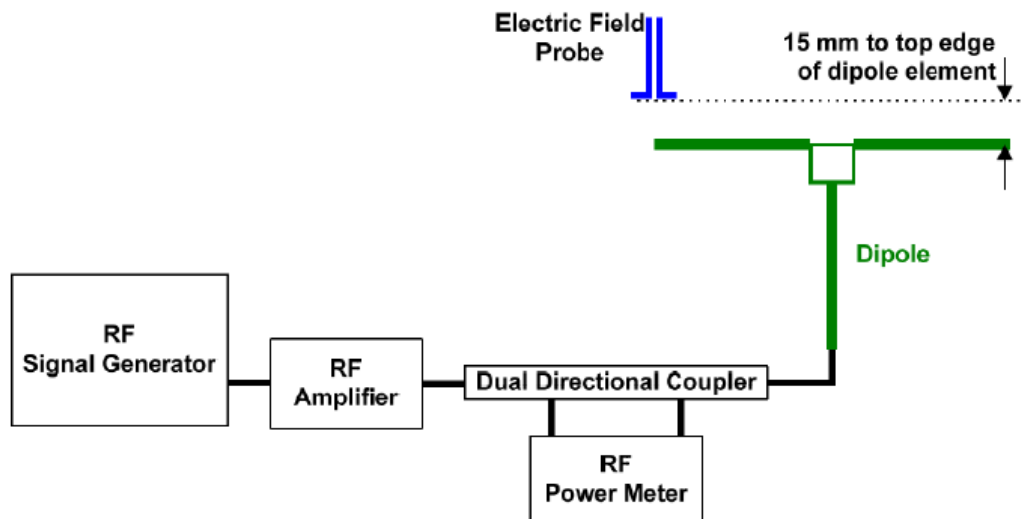 Electric Field
Probe
15 mm to top edge
of dipole element
Dipole
RF
Signal Generator
RF
Amplifier
Dual Directional Coupler
RF
Power Meter